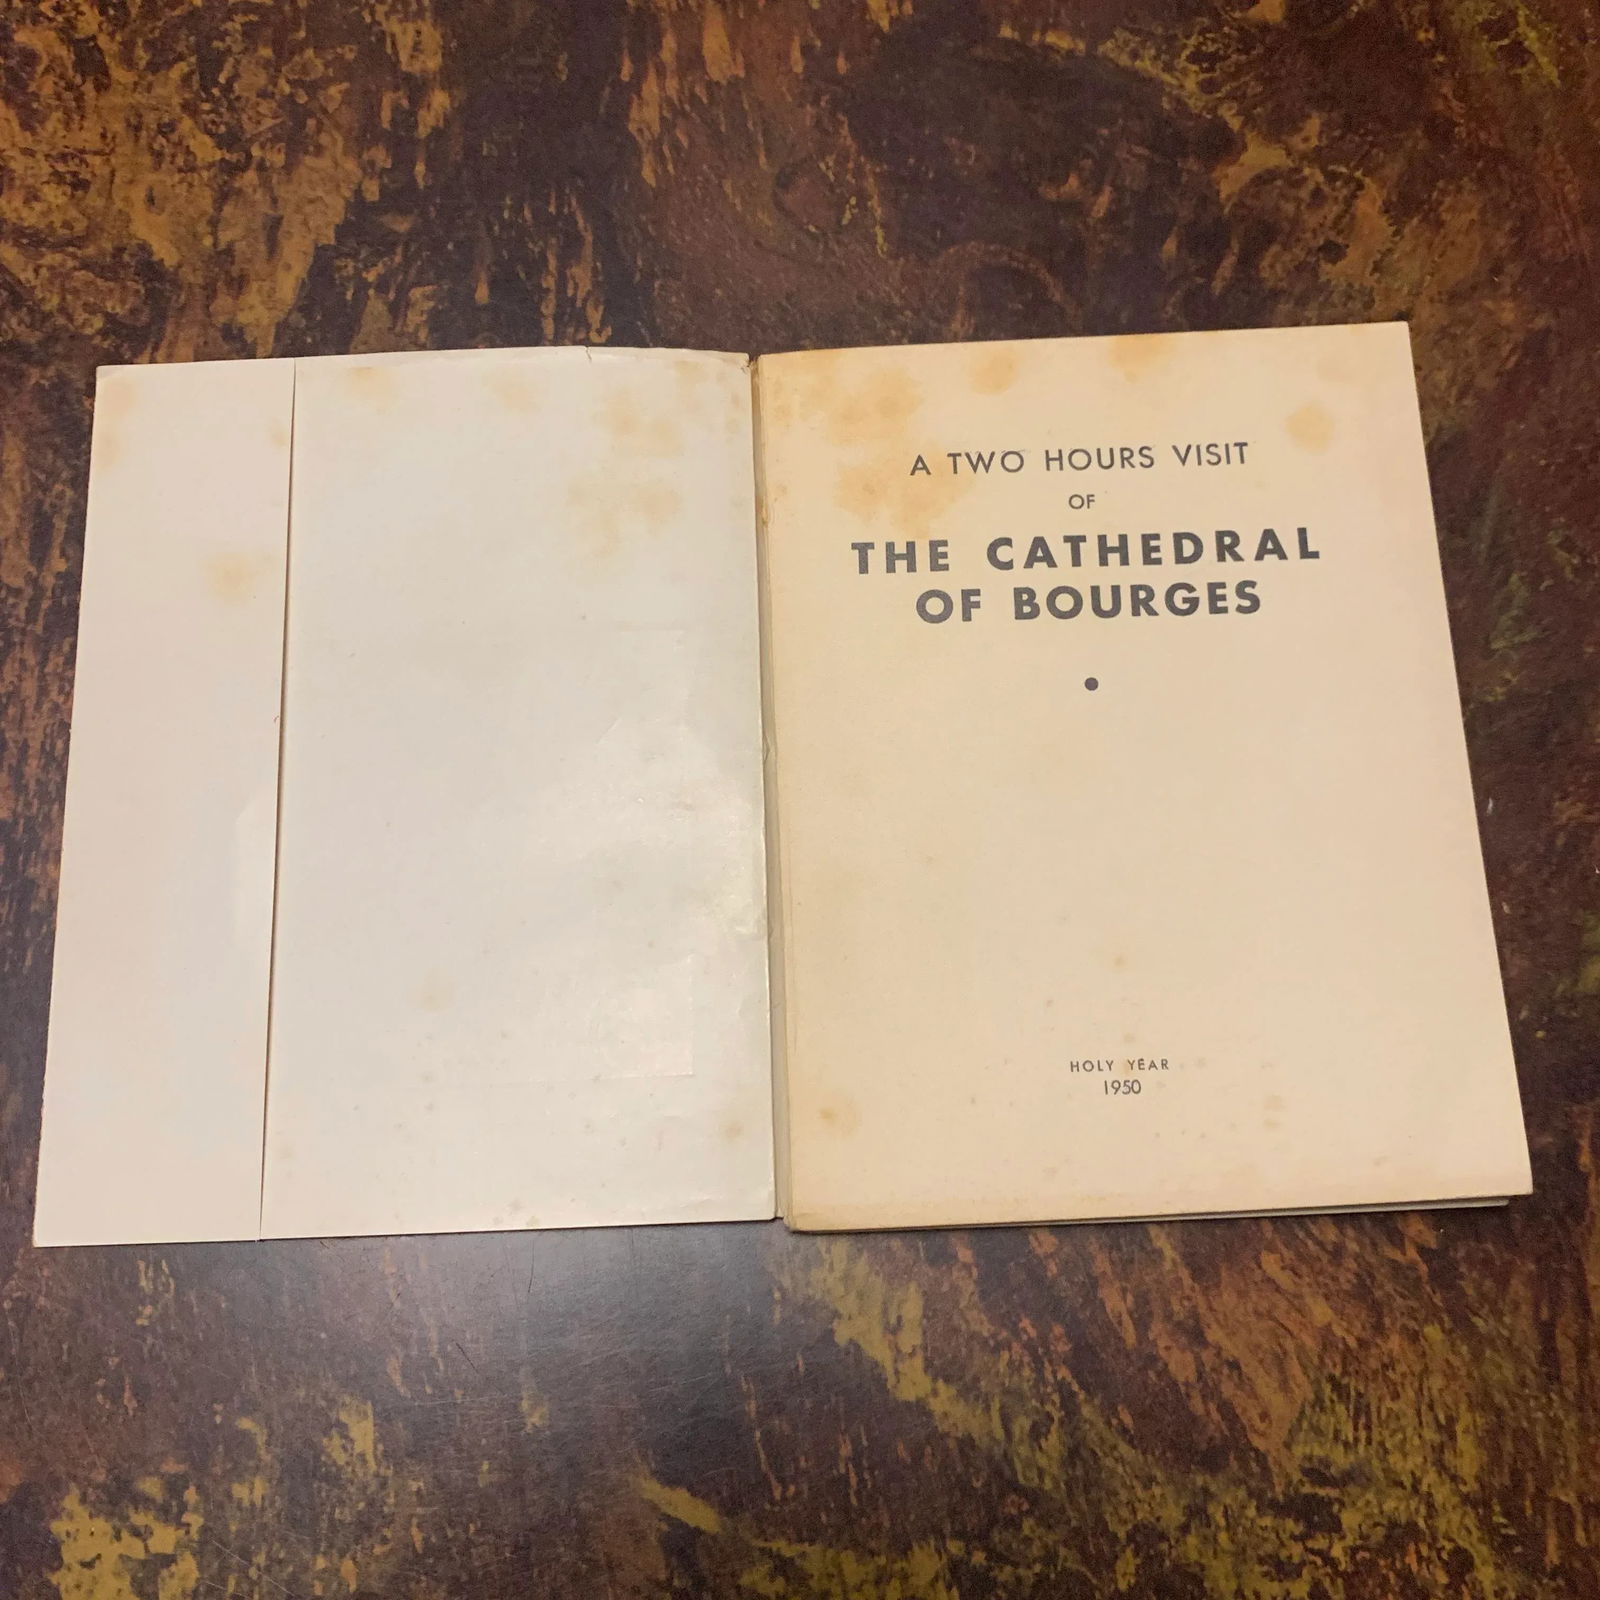 A TWO HOURS VISIT
OF
THE CATHEDRAL
OF BOURGES
HOLY YEAR
1950